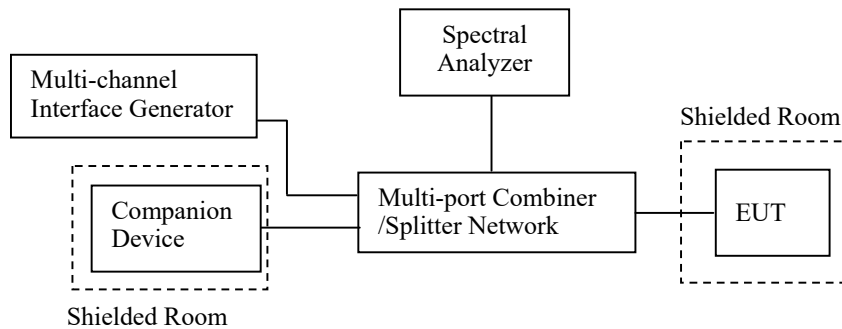 Spectral
Analyzer
Multi-channel
Interface Generator
Shielded Room
Companion
Device
Multi-port Combiner
/Splitter Network
EUT
Shielded Room